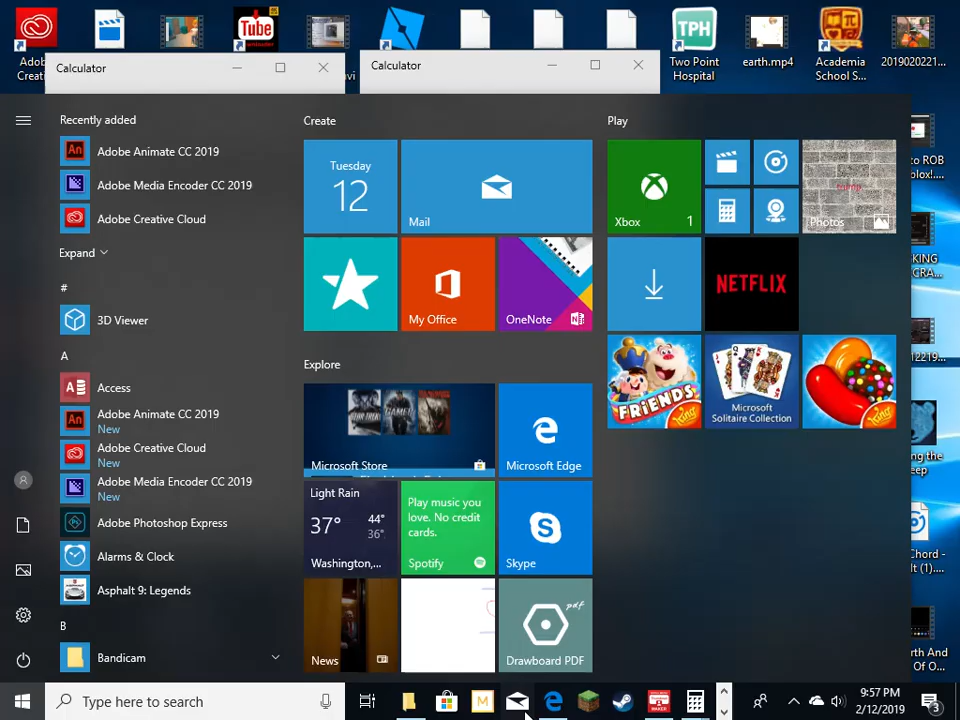 Adob
Creati
Tube
TPH
Two Point
Hospital
earth.mp4
Academia
School S...
2019020221...
Calculator
Calculator
Recently added
Adobe Animate CC 2019
Adobe Media Encoder CC 2019
Adobe Creative Cloud
Expand
#
3D Viewer
A
Access
Adobe Animate CC 2019
New
Adobe Creative Cloud
New
Adobe Media Encoder CC 2019
New
Adobe Photoshop Express
Alarms & Clock
Asphalt 9: Legends
B
Bandicam
Create
Tuesday
12
Mail
My Office
OneNote
Explore
Microsoft Store
Microsoft Edge
Light Rain
37° 44°
36°
Washington,...
Play music you
love. No credit
cards.
Spotify
Skype
News
pdf
Drawboard PDF
Play
Xbox 1
Photos
NETFLIX
FRIENDS
King
Microsoft
Solitaire Collection
King
to ROB
blox!....
KING
CRA...
12219...
ng the
eep
Chord -
lt (1)....
rth And
Of O...
Type here to search
9:57 PM
2/12/2019
3